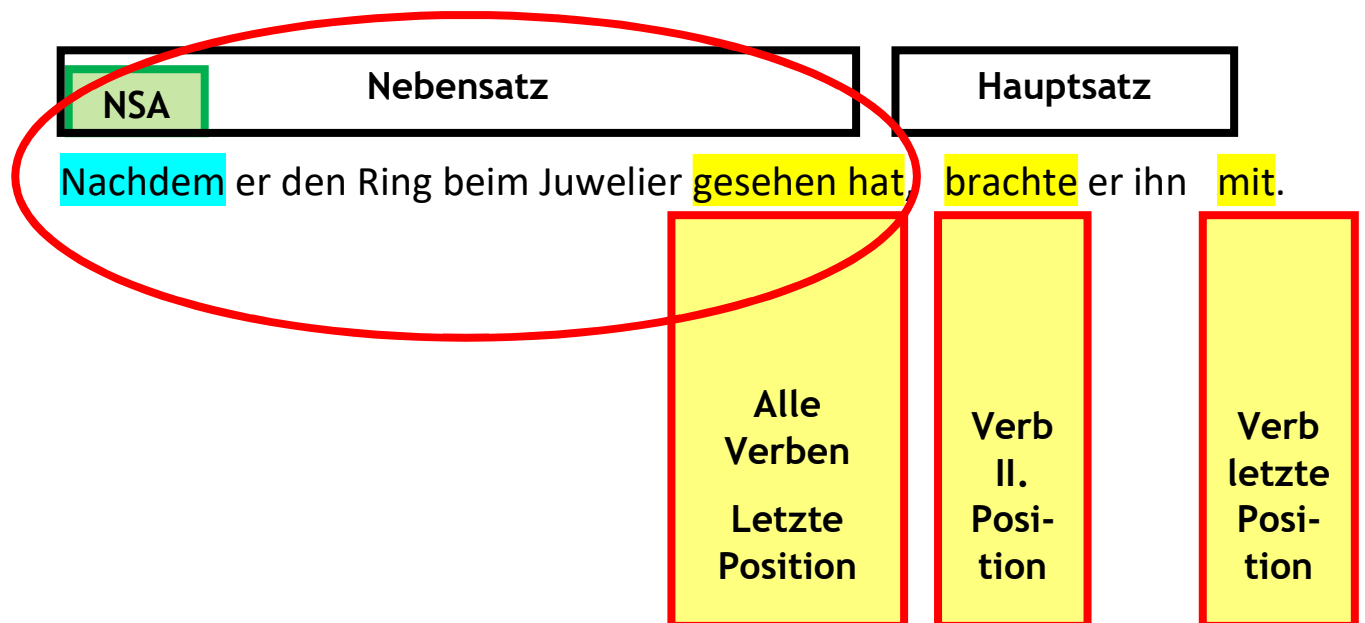 NSA Nebensatz Hauptsatz
Nachdem er den Ring beim Juwelier gesehen hat, brachte er ihn mit.
Alle
Verben
Letzte
Position
Verb
II.
Posi-
tion
Verb
letzte
Posi-
tion